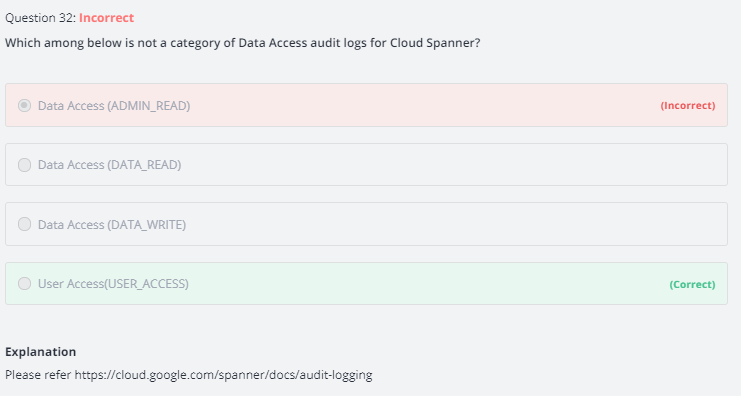 Question 32: Incorrect
Which among below is not a category of Data Access audit logs for Cloud Spanner?
Data Access (ADMIN_READ) (Incorrect)
Data Access (DATA_READ)
Data Access (DATA_WRITE)
User Access(USER_ACCESS) (Correct)
Explanation
Please refer https://cloud.google.com/spanner/docs/audit-logging